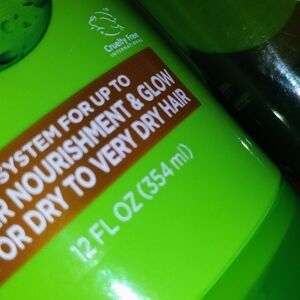 Cruelty Free
INTERNATIONAL
SYSTEM FOR UP TO
NOURISHMENT & GLOW
OR DRY TO VERY DRY HAIR
12 FL OZ (354 ml)